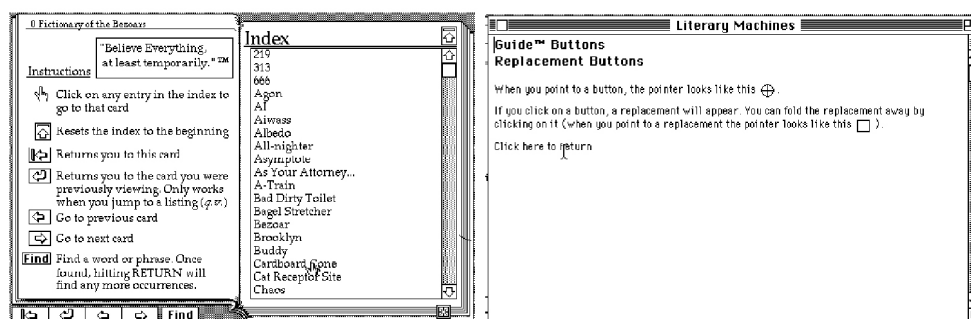 0 Fictionary of the Bezoars
"Believe Everything,
at least temporarily." ™
Instructions
Click on any entry in the index to
go to that card
Resets the index to the beginning
Returns you to this card
Returns you to the card you were
previously viewing. Only works
when you jump to a listing (q.v.)
Go to previous card
Go to next card
Find Find a word or phrase. Once
found, hitting RETURN will
find any more occurrences.
Find
Index
219
313
666
Agon
AI
Aiwass
Albedo
All-nighter
Asymptote
As Your Attorney...
A-Train
Bad Dirty Toilet
Bagel Stretcher
Bezoar
Brooklyn
Buddy
Cardboard Cone
Cat Receptor Site
Chaos
Literary Machines
Guide™ Buttons
Replacement Buttons
When you point to a button, the pointer looks like this .
If you click on a button, a replacement will appear. You can fold the replacement away by
clicking on it (when you point to a replacement the pointer looks like this ).
Click here to return